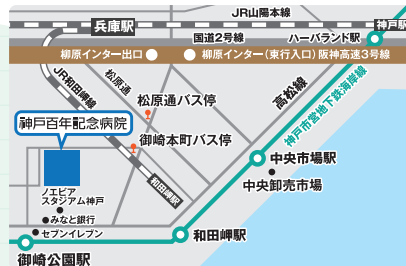 JR山陽本線
兵庫駅
神戸駅
国道2号線
ハーバーランド駅
柳原インター出口
柳原インター（東行入口）阪神高速3号線
JR和田岬線
松原通
高松線
神戸市営地下鉄海岸線
松原通バス停
神戸百年記念病院
御崎本町バス停
中央市場駅
中央卸売市場
和田岬駅
ノエビア
スタジアム神戸
みなと銀行
セブンイレブン
和田岬駅
御崎公園駅